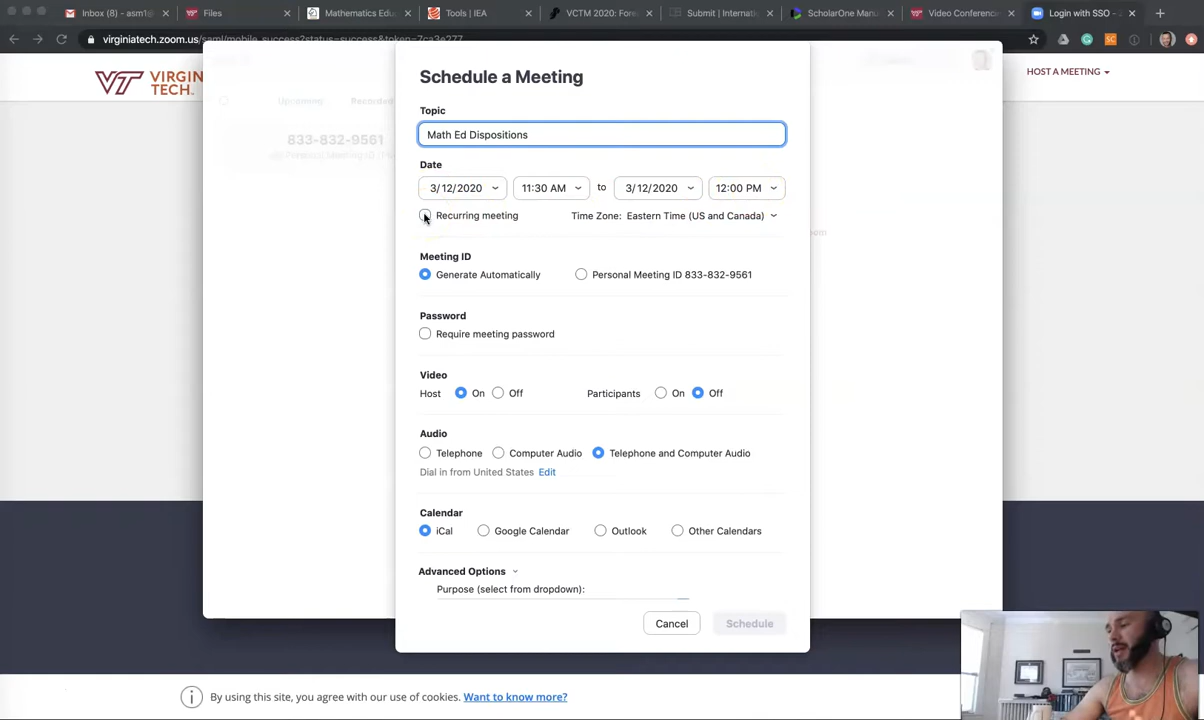 Inbox (8) - asm1@
Files
Mathematics Edu
Tools | IEA
VCTM 2020: Fore
Submit | Internati
ScholarOne Manu
Video Conferenc
Login with SSO -
virginiatech.zoom.us/saml/mobile_success?status=success&token=7ca3e277
VT VIRGIN
TECH.
HOST A MEETING
Upcoming Recorded
833-832-9561
Schedule a Meeting
Topic
Math Ed Dispositions
Date
3/12/2020 11:30 AM to 3/12/2020 12:00 PM
Recurring meeting Time Zone: Eastern Time (US and Canada)
Meeting ID
Generate Automatically Personal Meeting ID 833-832-9561
Password
Require meeting password
Video
Host On Off Participants On Off
Audio
Telephone Computer Audio Telephone and Computer Audio
Dial in from United States Edit
Calendar
iCal Google Calendar Outlook Other Calendars
Advanced Options
Purpose (select from dropdown):
Cancel Schedule
By using this site, you agree with our use of cookies. Want to know more?